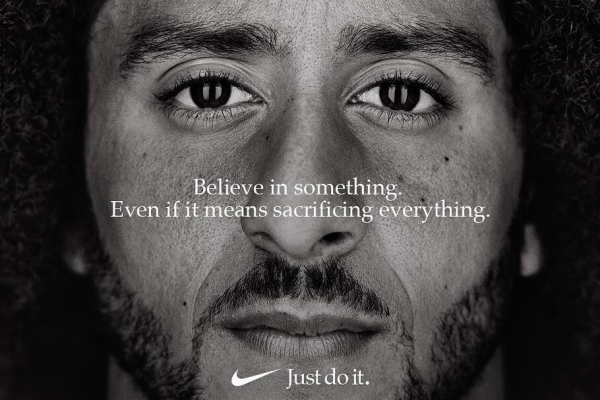 Believe in something.
Even if it means sacrificing everything.
Just do it.